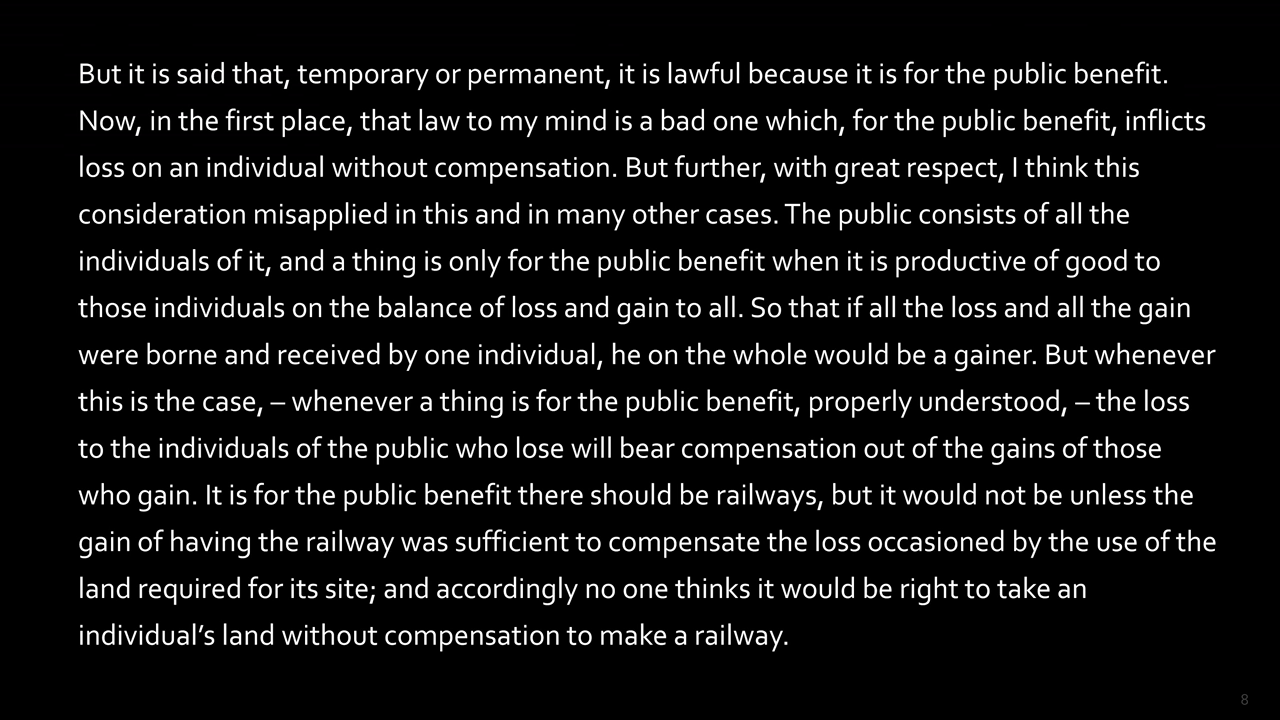 But it is said that, temporary or permanent, it is lawful because it is for the public benefit.
Now, in the first place, that law to my mind is a bad one which, for the public benefit, inflicts
loss on an individual without compensation. But further, with great respect, I think this
consideration misapplied in this and in many other cases. The public consists of all the
individuals of it, and a thing is only for the public benefit when it is productive of good to
those individuals on the balance of loss and gain to all. So that if all the loss and all the gain
were borne and received by one individual, he on the whole would be a gainer. But whenever
this is the case, – whenever a thing is for the public benefit, properly understood, – the loss
to the individuals of the public who lose will bear compensation out of the gains of those
who gain. It is for the public benefit there should be railways, but it would not be unless the
gain of having the railway was sufficient to compensate the loss occasioned by the use of the
land required for its site; and accordingly no one thinks it would be right to take an
individual’s land without compensation to make a railway.
8